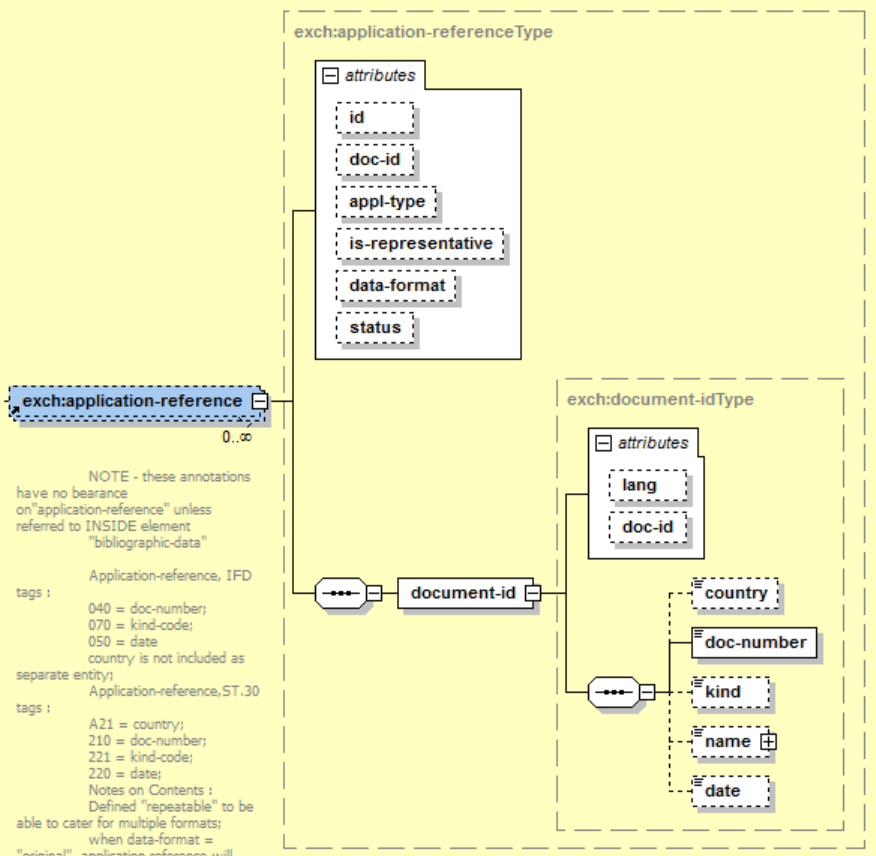 exch:application-referenceType
attributes
id
doc-id
appl-type
is-representative
data-format
status
exch:application-reference
0..∞
NOTE - these annotations
have no bearance
on"application-reference" unless
referred to INSIDE element
"bibliographic-data"
Application-reference, IFD
tags :
040 = doc-number;
070 = kind-code;
050 = date
country is not included as
separate entity;
Application-reference,ST.30
tags :
A21 = country;
210 = doc-number;
221 = kind-code;
220 = date;
Notes on Contents :
Defined "repeatable" to be
able to cater for multiple formats;
when data-format =
"original", application-reference will
exch:document-idType
attributes
lang
doc-id
document-id
country
doc-number
kind
name
date